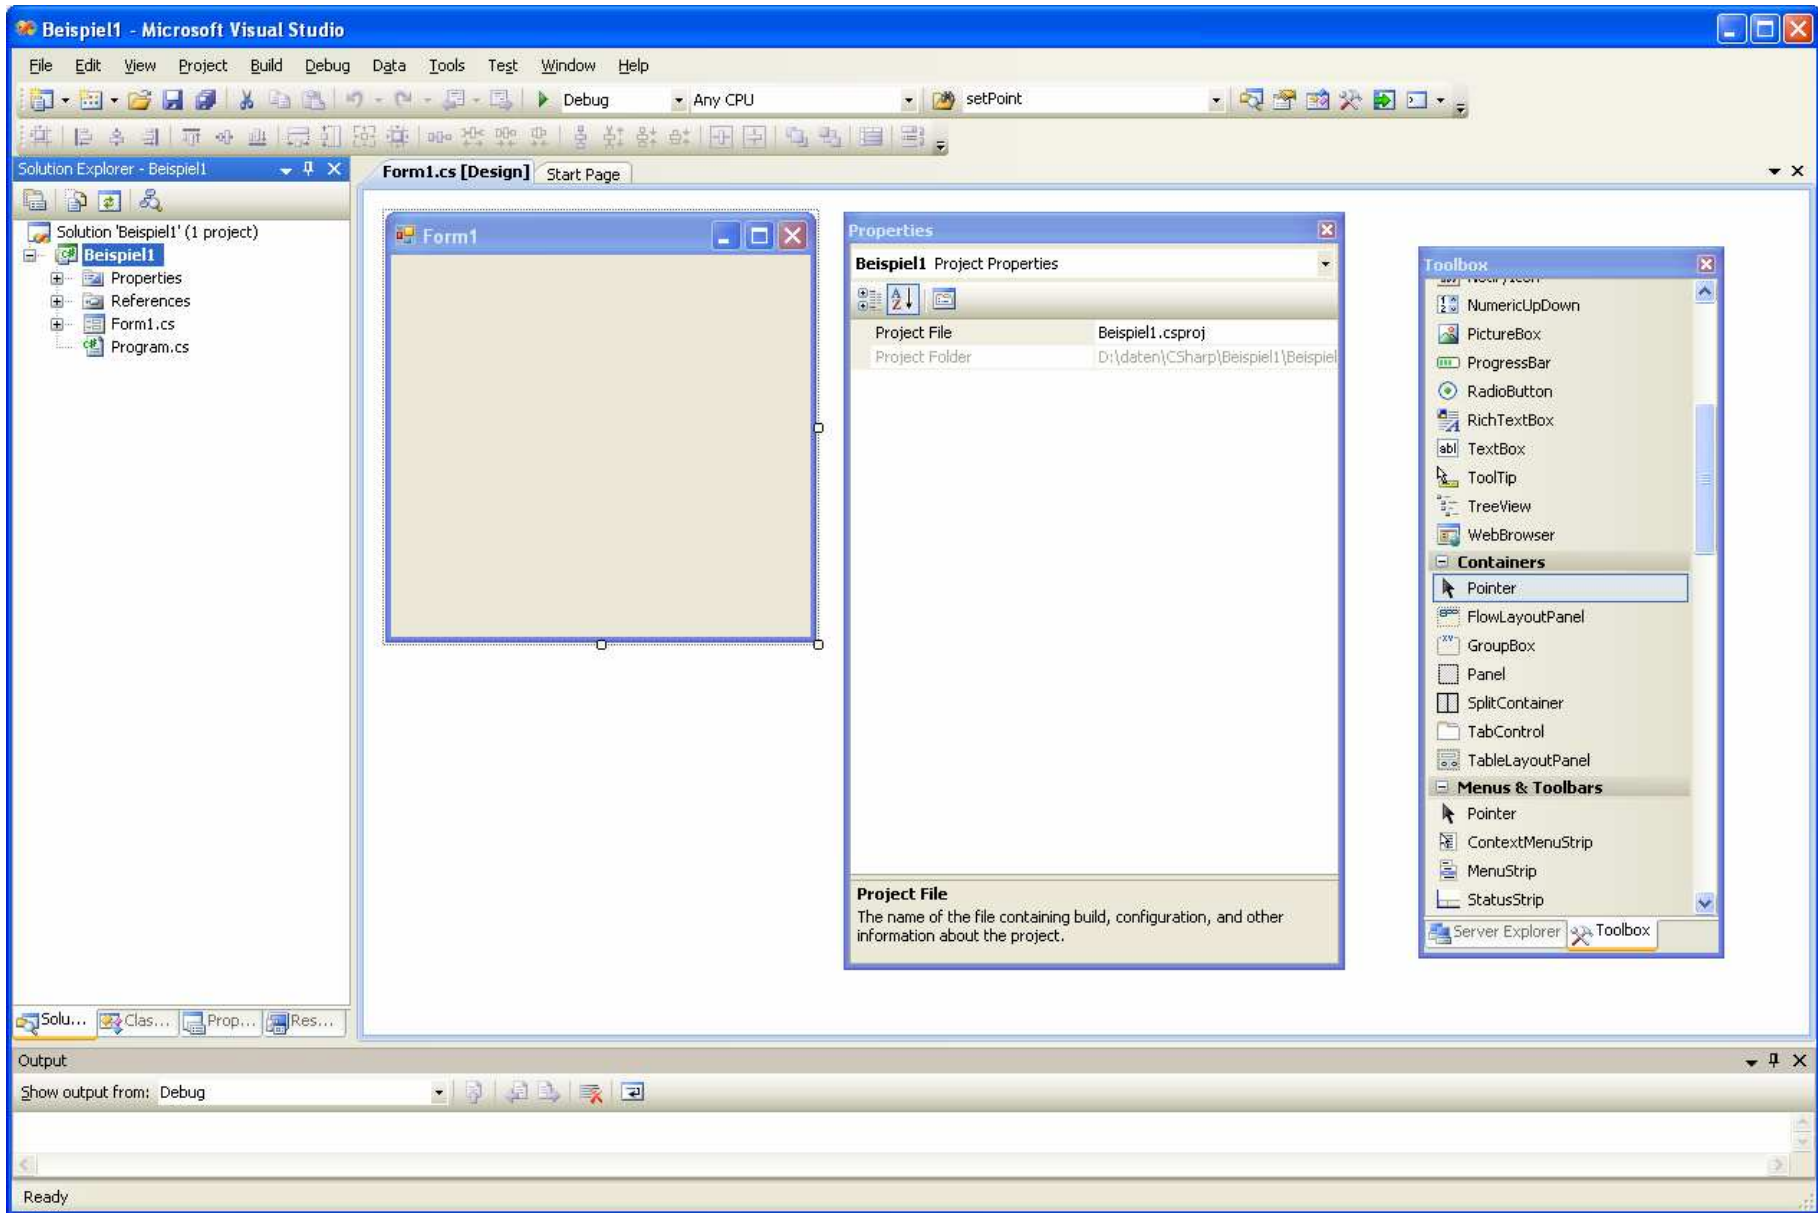 Beispiel1 - Microsoft Visual Studio
File Edit View Project Build Debug Data Tools Test Window Help
Debug Any CPU setPoint
Solution Explorer - Beispiel1
Solution 'Beispiel1' (1 project)
Beispiel1
Properties
References
Form1.cs
Program.cs
Solu... Clas... Prop... Res...
Form1.cs [Design] Start Page
Form1
Properties
Beispiel1 Project Properties
Project File Beispiel1.csproj
Project Folder D:\daten\CSharp\Beispiel1\Beispiel
Project File
The name of the file containing build, configuration, and other
information about the project.
Toolbox
NumericUpDown
PictureBox
ProgressBar
RadioButton
RichTextBox
TextBox
ToolTip
TreeView
WebBrowser
Containers
Pointer
FlowLayoutPanel
GroupBox
Panel
SplitContainer
TabControl
TableLayoutPanel
Menus & Toolbars
Pointer
ContextMenuStrip
MenuStrip
StatusStrip
Server Explorer Toolbox
Output
Show output from: Debug
Ready